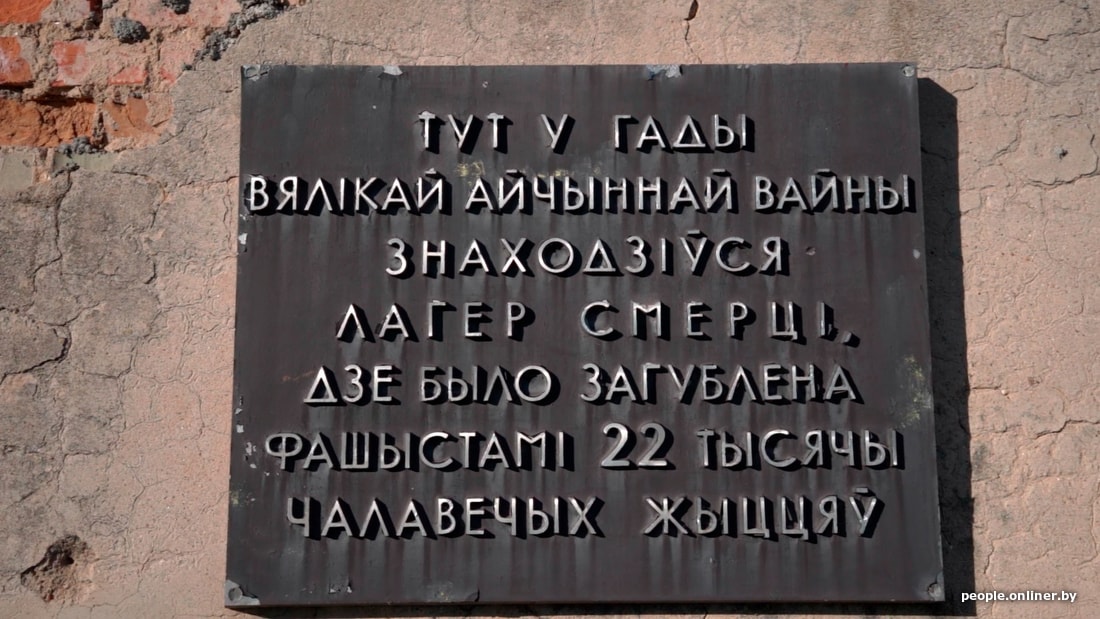 ТУТ У ГАДЫ
ВЯЛІКАЙ АЙЧЫННАЙ ВАЙНЫ
ЗНАХОДЗІЎСЯ
ЛАГЕР СМЕРЦІ,
ДЗЕ БЫЛО ЗАГУБЛЕНА
ФАШЫСТАМІ 22 ТЫСЯЧЫ
ЧАЛАВЕЧЫХ ЖЫЦЦЯЎ
people.onliner.by